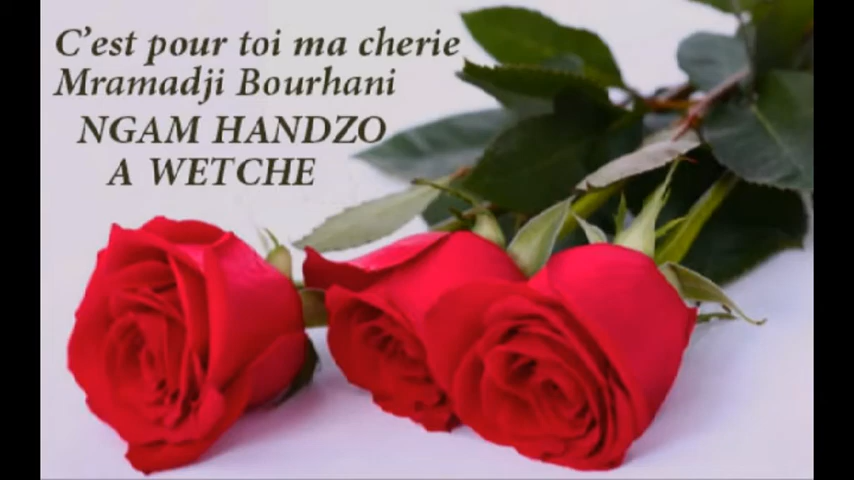 C'est pour toi ma cherie
Mramadji Bourhani
NGAM HANDZO
A WETCHE